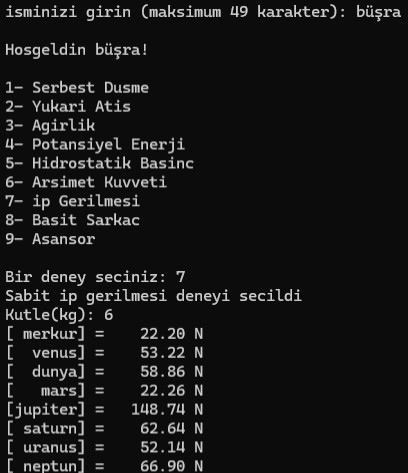 isminizi girin (maksimum 49 karakter): büşra
Hosgeldin büşra!
1- Serbest Dusme
2- Yukari Atis
3- Agirlik
4- Potansiyel Enerji
5- Hidrostatik Basinc
6- Arsimet Kuvveti
7- ip Gerilmesi
8- Basit Sarkac
9- Asansor
Bir deney seciniz: 7
Sabit ip gerilmesi deneyi secildi
Kutle(kg): 6
[ merkur] =    22.20 N
[  venus] =    53.22 N
[  dunya] =    58.86 N
[   mars] =    22.26 N
[jupiter] =   148.74 N
[ saturn] =    62.64 N
[ uranus] =    52.14 N
[ neptun] =    66.90 N